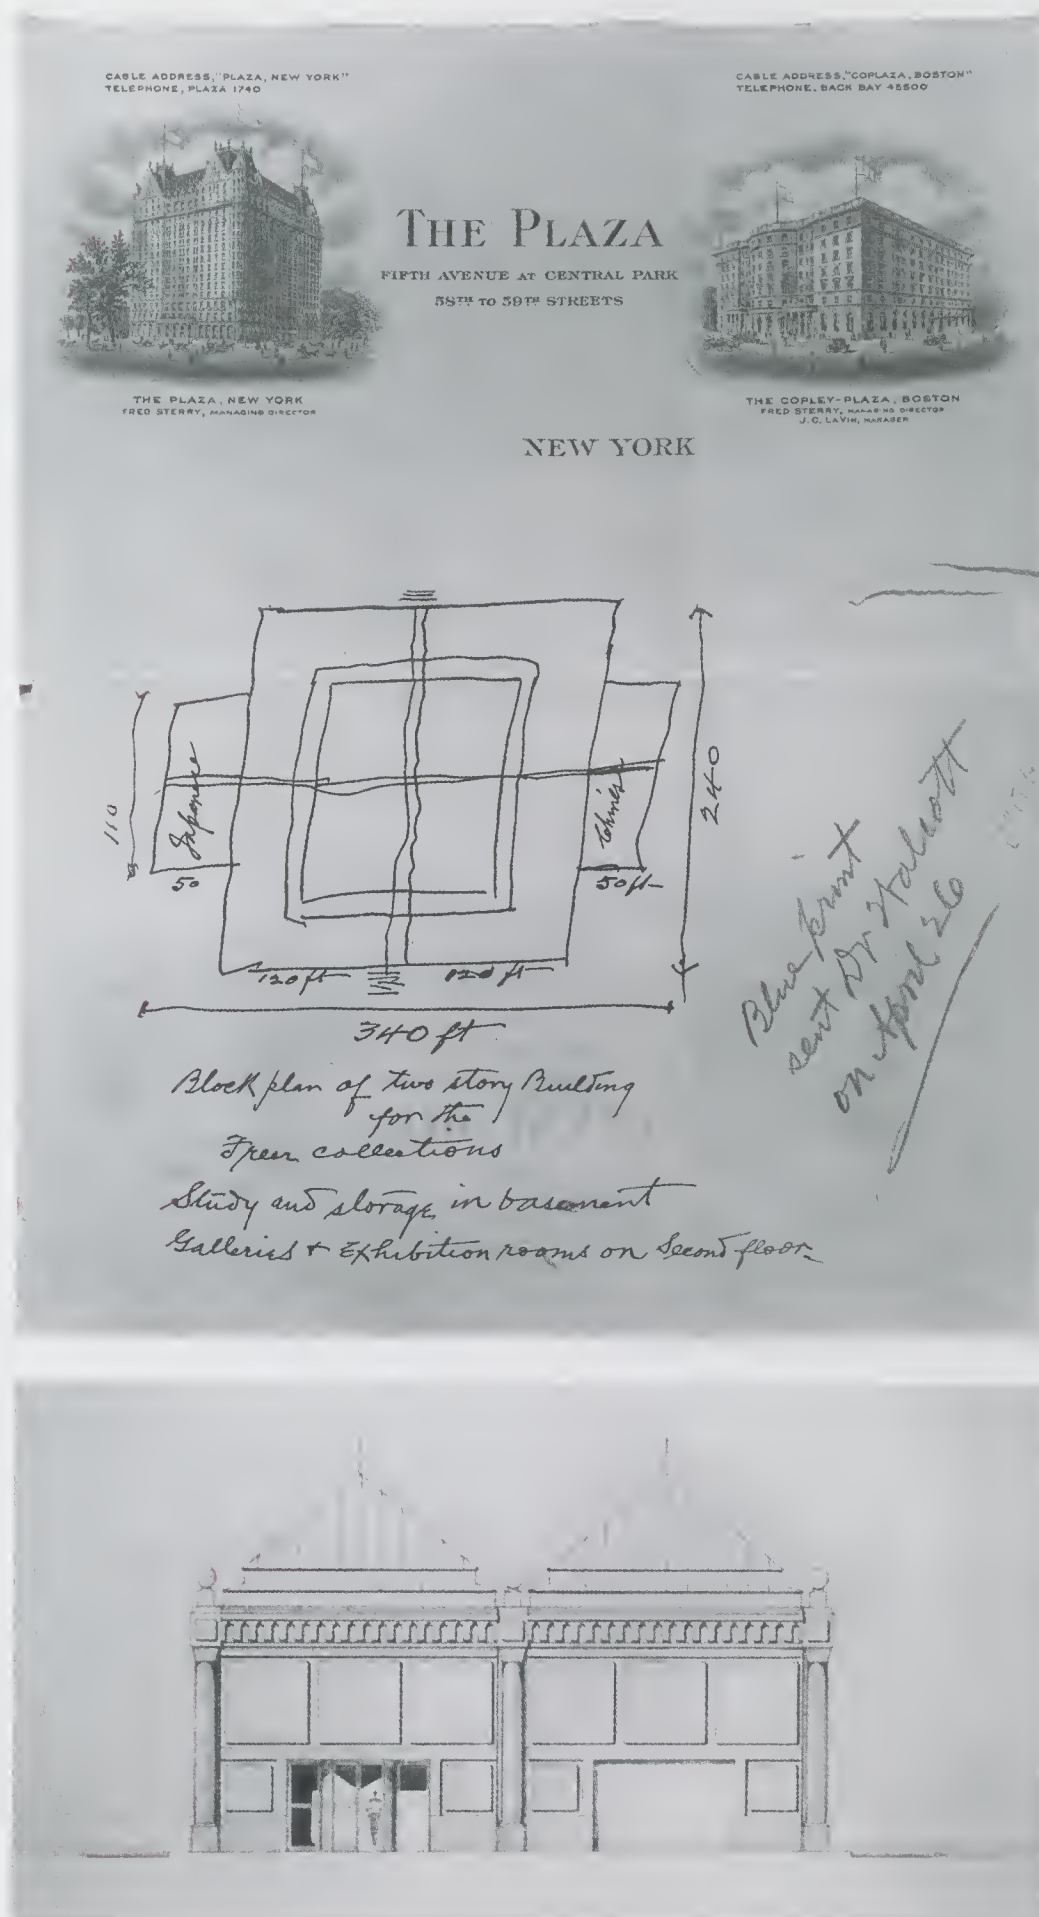 CABLE ADDRESS, "PLAZA, NEW YORK"
TELEPHONE, PLAZA 1740
CABLE ADDRESS, "COPLAZA, BOSTON"
TELEPHONE, BACK BAY 45500
THE PLAZA
FIFTH AVENUE AT CENTRAL PARK
58TH TO 59TH STREETS
THE PLAZA, NEW YORK
FRED STERRY, MANAGING DIRECTOR
THE COPLEY-PLAZA, BOSTON
FRED STERRY, MANAGING DIRECTOR
J. C. LAVIN, MANAGER
NEW YORK
110
Japanese
50
Chinese
50 ft
240
120 ft
120 ft
340 ft
Blue print
sent Dr Walcott
on April 26
Block plan of two story Building
for the
Freer collections
Study and storage in basement
Galleries + Exhibition rooms on Second floor